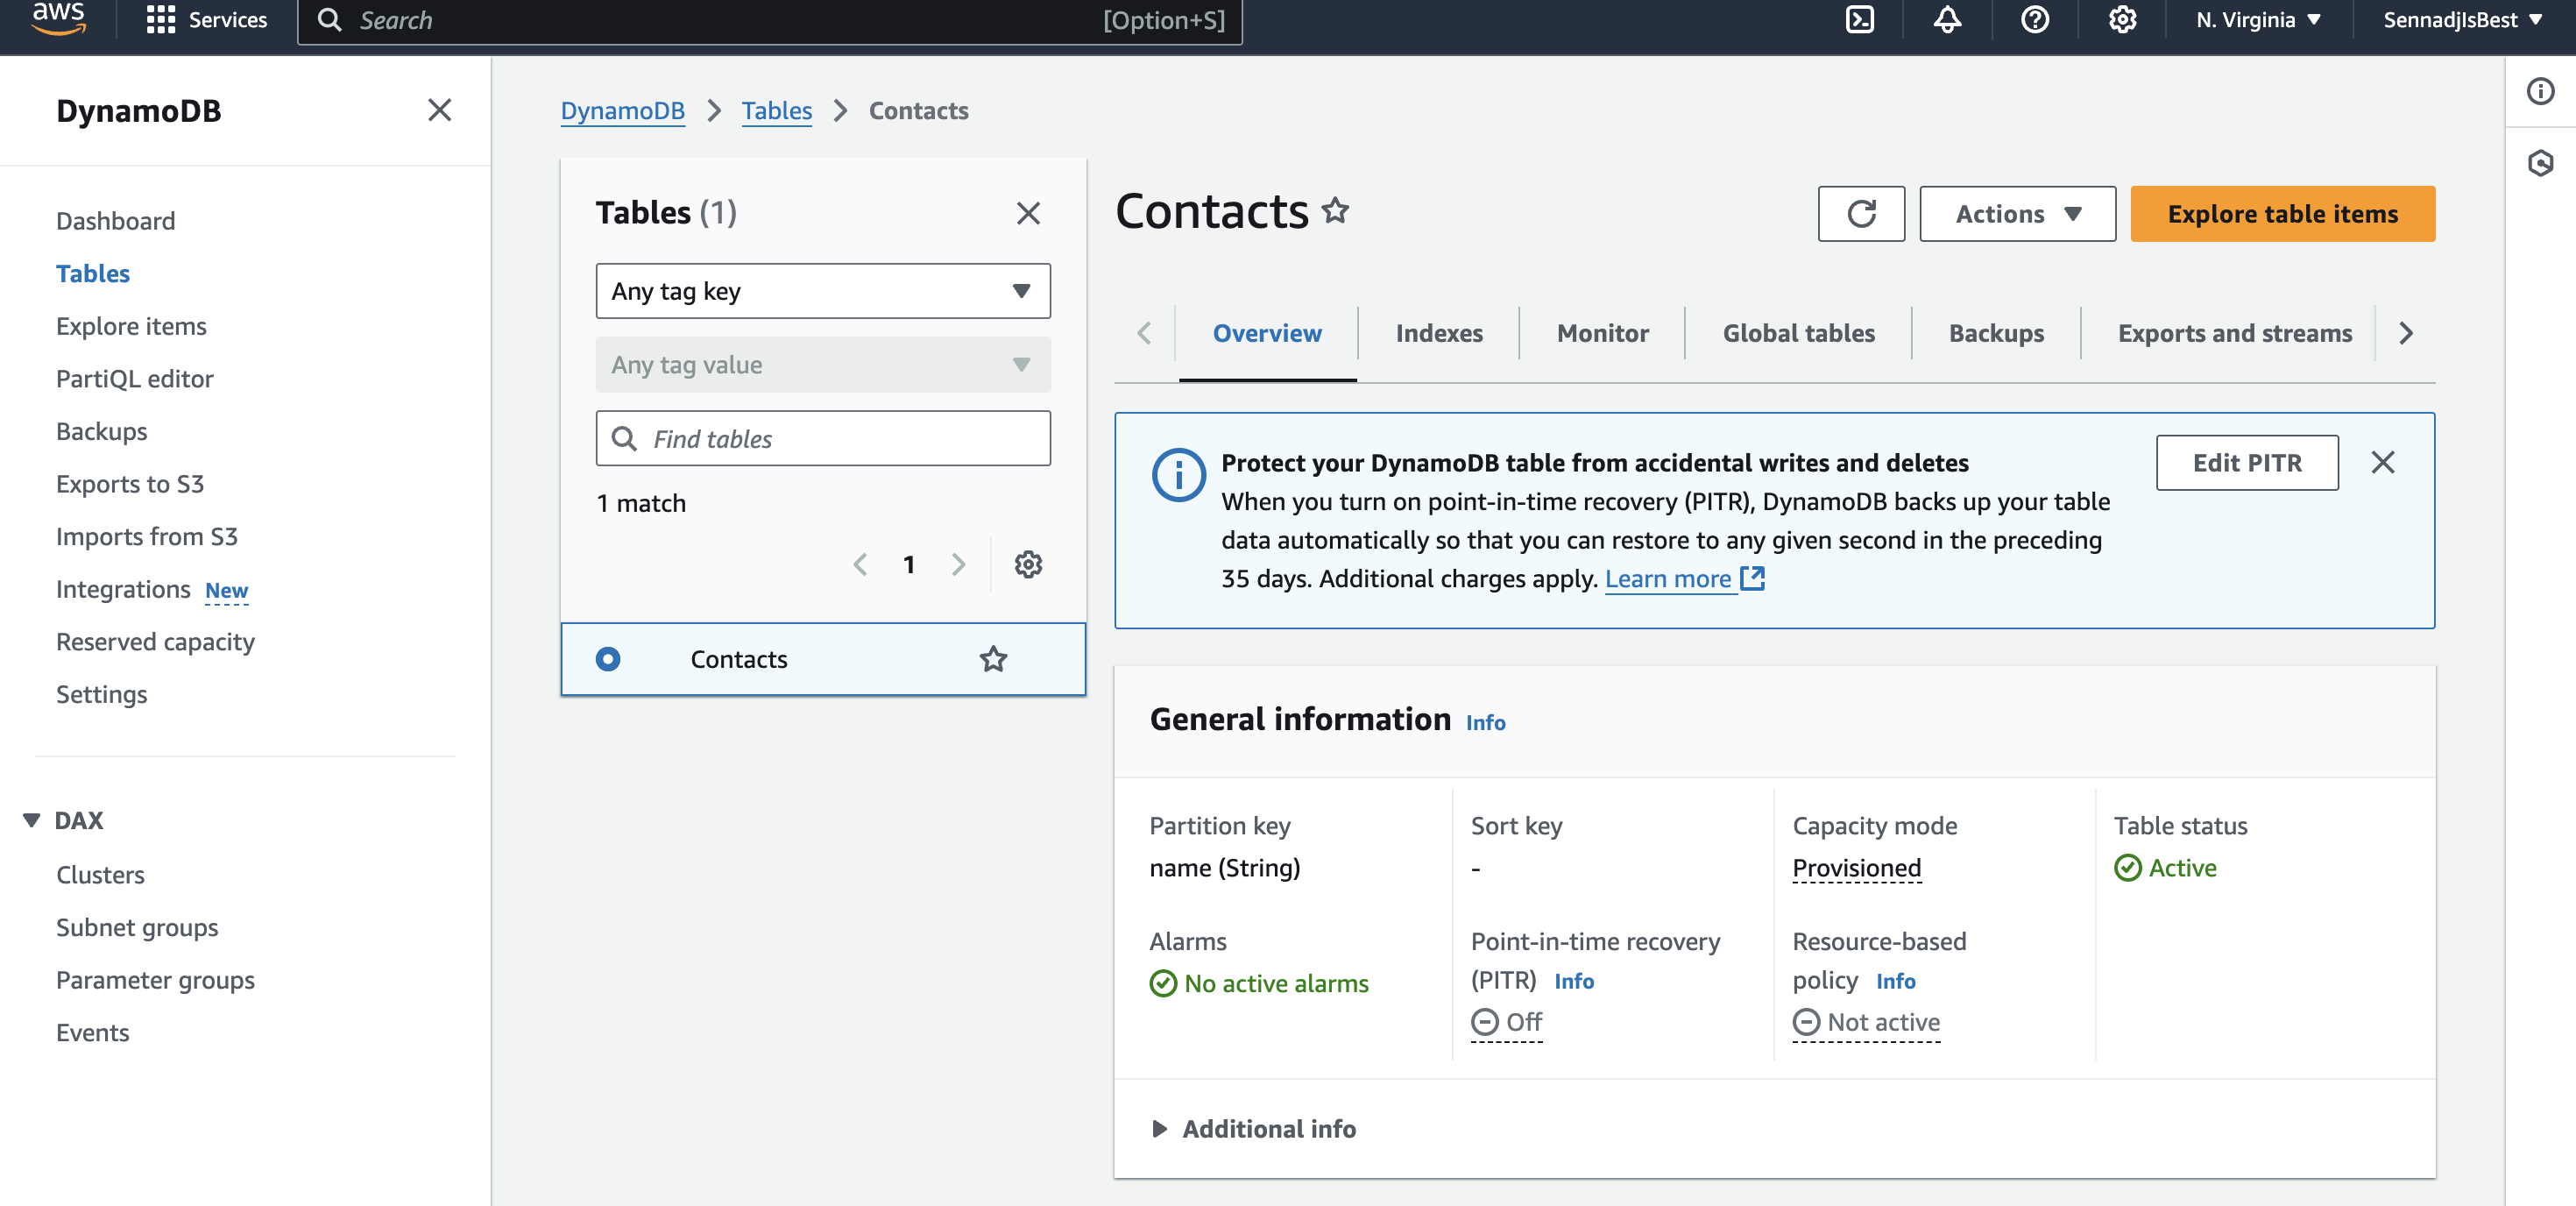 aws
Services
Search
[Option+S]
N. Virginia
SennadjIsBest
DynamoDB
Dashboard
Tables
Explore items
PartiQL editor
Backups
Exports to S3
Imports from S3
Integrations New
Reserved capacity
Settings
DAX
Clusters
Subnet groups
Parameter groups
Events
DynamoDB > Tables > Contacts
Tables (1)
Any tag key
Any tag value
Find tables
1 match
1
Contacts
Contacts
Actions
Explore table items
Overview
Indexes
Monitor
Global tables
Backups
Exports and streams
Protect your DynamoDB table from accidental writes and deletes
When you turn on point-in-time recovery (PITR), DynamoDB backs up your table
data automatically so that you can restore to any given second in the preceding
35 days. Additional charges apply. Learn more
Edit PITR
General information Info
Partition key
name (String)
Sort key
-
Capacity mode
Provisioned
Table status
Active
Alarms
No active alarms
Point-in-time recovery
(PITR) Info
Off
Resource-based
policy Info
Not active
Additional info